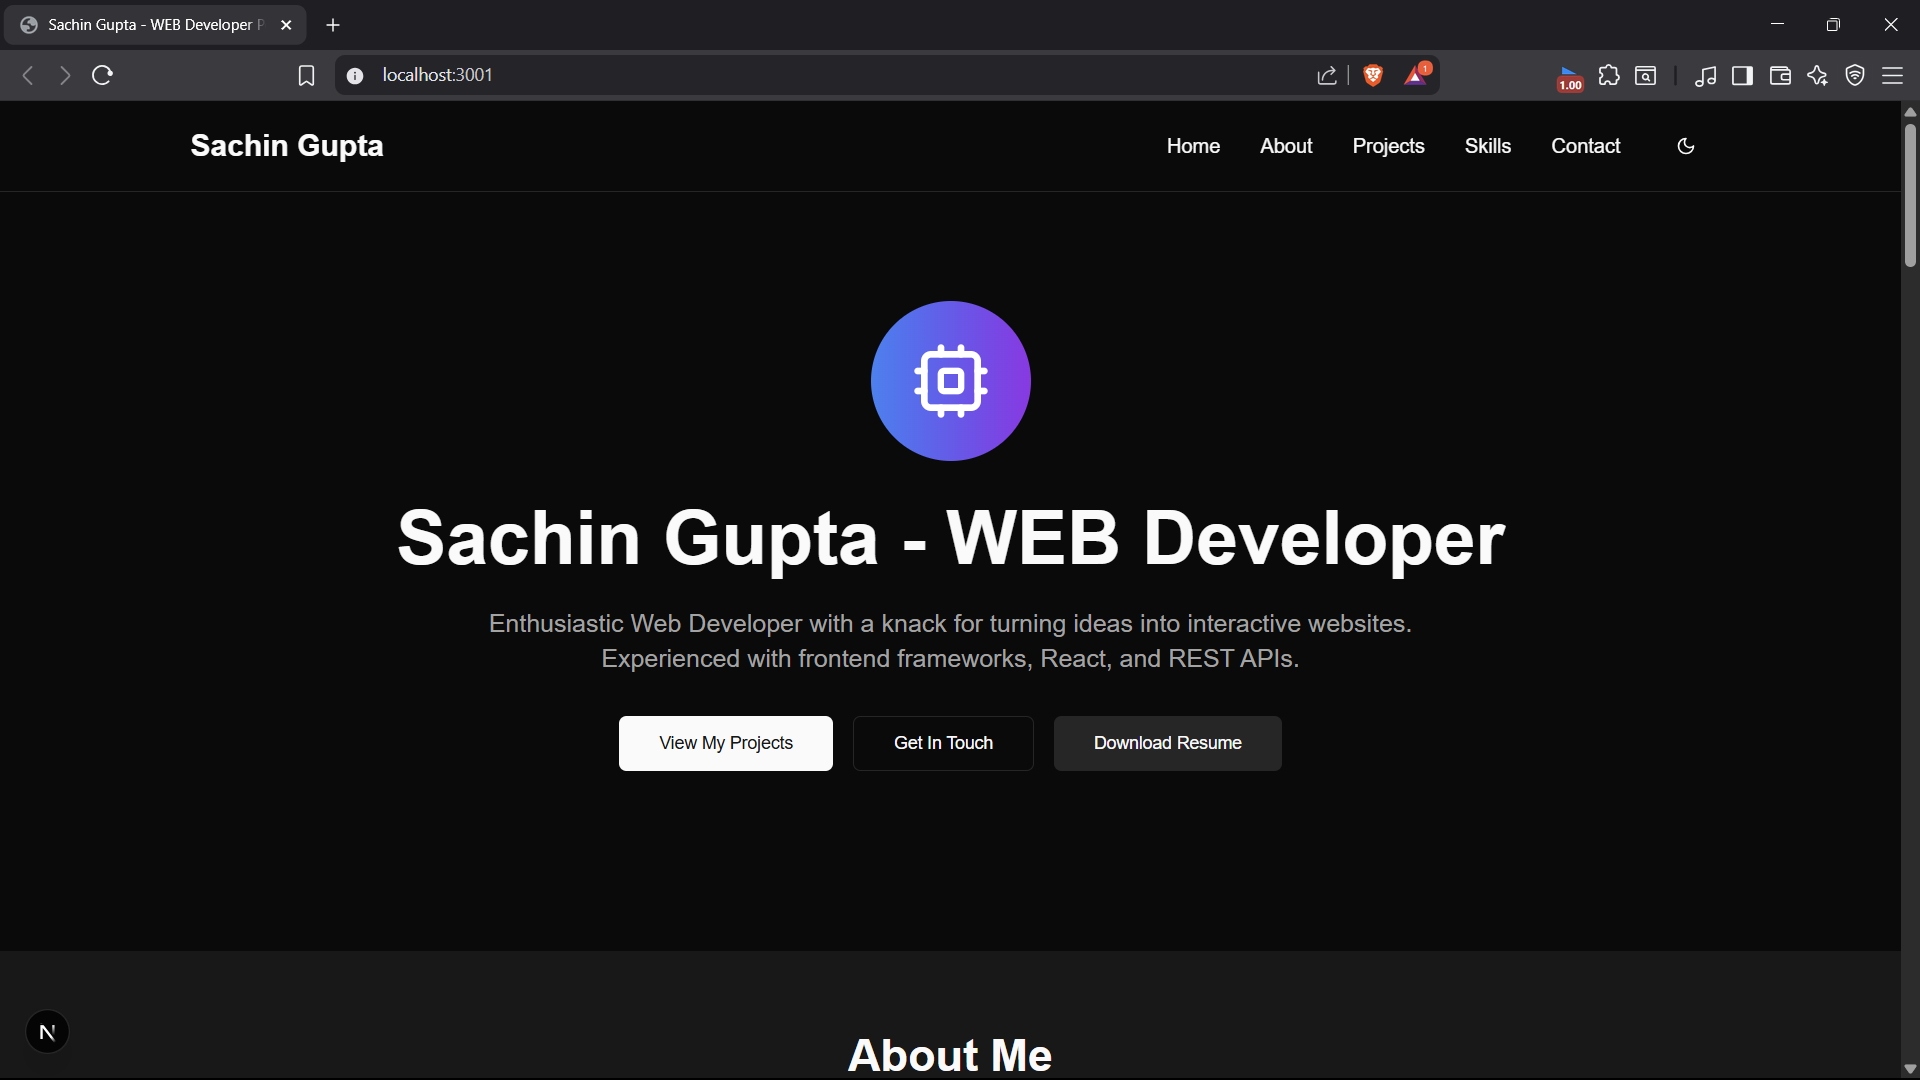 Sachin Gupta - WEB Developer P
localhost:3001
1
1.00
Sachin Gupta
Home
About
Projects
Skills
Contact
Sachin Gupta - WEB Developer
Enthusiastic Web Developer with a knack for turning ideas into interactive websites.
Experienced with frontend frameworks, React, and REST APIs.
View My Projects
Get In Touch
Download Resume
N
About Me